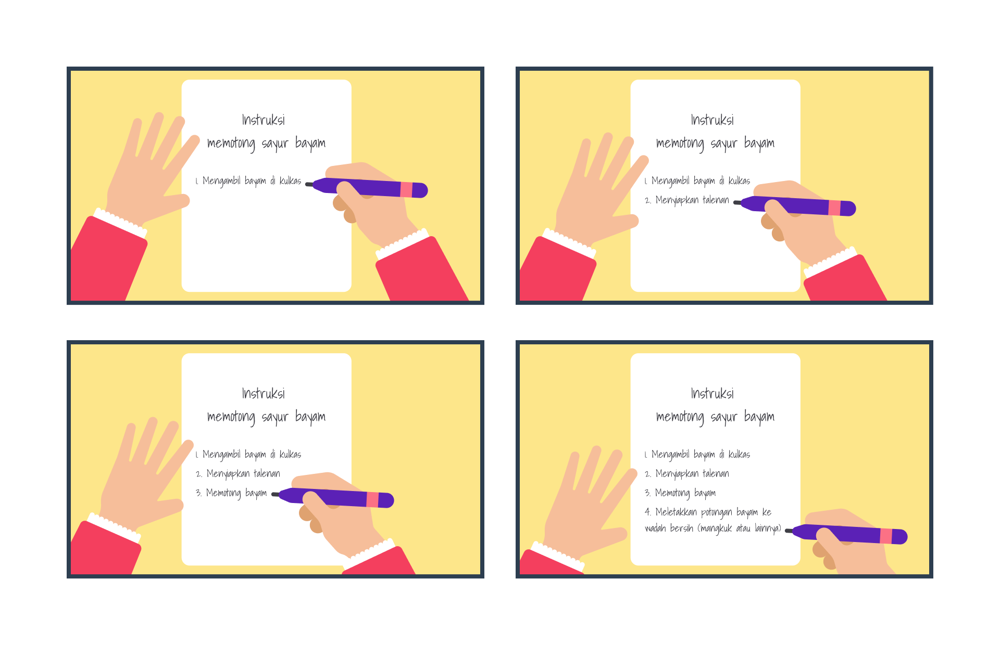 Instruksi
memotong sayur bayam
1. Mengambil bayam di kulkas
Instruksi
memotong sayur bayam
1. Mengambil bayam di kulkas
2. Menyiapkan talenan
Instruksi
memotong sayur bayam
1. Mengambil bayam di kulkas
2. Menyiapkan talenan
3. Memotong bayam
Instruksi
memotong sayur bayam
1. Mengambil bayam di kulkas
2. Menyiapkan talenan
3. Memotong bayam
4. Meletakkan potongan bayam ke
wadah bersih (mangkuk atau lainnya)